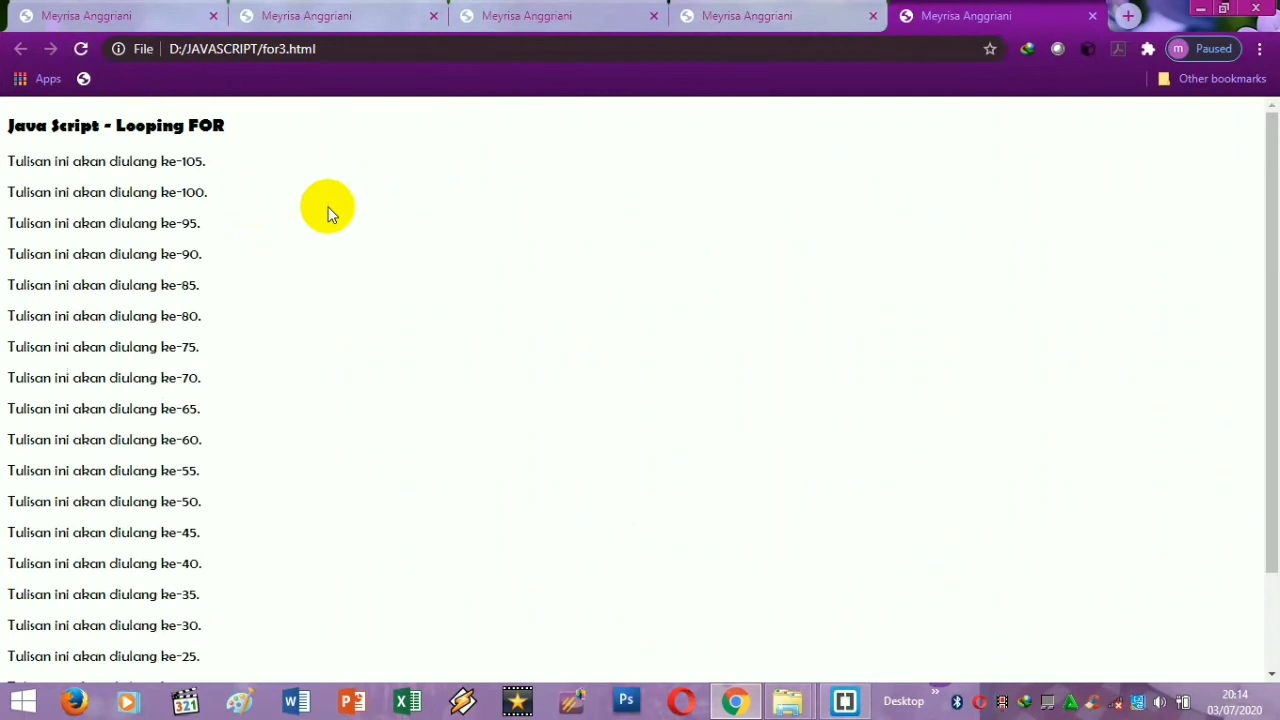 Meyrisa Anggriani Meyrisa Anggriani Meyrisa Anggriani Meyrisa Anggriani Meyrisa Anggriani
File D:/JAVASCRIPT/for3.html m Paused
Apps Other bookmarks
Java Script - Looping FOR
Tulisan ini akan diulang ke-105.
Tulisan ini akan diulang ke-100.
Tulisan ini akan diulang ke-95.
Tulisan ini akan diulang ke-90.
Tulisan ini akan diulang ke-85.
Tulisan ini akan diulang ke-80.
Tulisan ini akan diulang ke-75.
Tulisan ini akan diulang ke-70.
Tulisan ini akan diulang ke-65.
Tulisan ini akan diulang ke-60.
Tulisan ini akan diulang ke-55.
Tulisan ini akan diulang ke-50.
Tulisan ini akan diulang ke-45.
Tulisan ini akan diulang ke-40.
Tulisan ini akan diulang ke-35.
Tulisan ini akan diulang ke-30.
Tulisan ini akan diulang ke-25.
321 Ps Desktop 20:14
03/07/2020